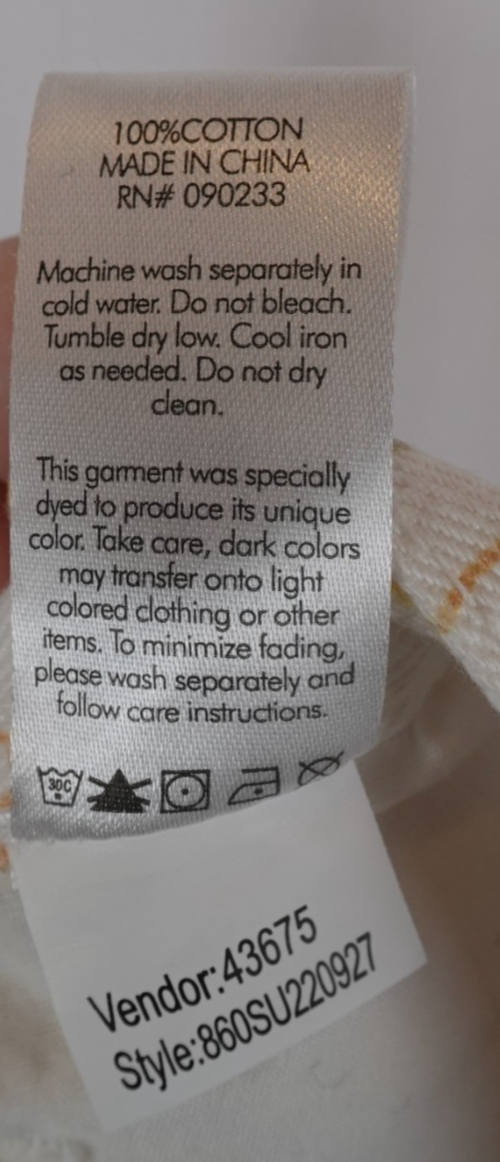 100%COTTON
MADE IN CHINA
RN# 090233
Machine wash separately in
cold water. Do not bleach.
Tumble dry low. Cool iron
as needed. Do not dry
clean.
This garment was specially
dyed to produce its unique
color. Take care, dark colors
may transfer onto light
colored clothing or other
items. To minimize fading,
please wash separately and
follow care instructions.
30C
Vendor:43675
Style:860SU220927